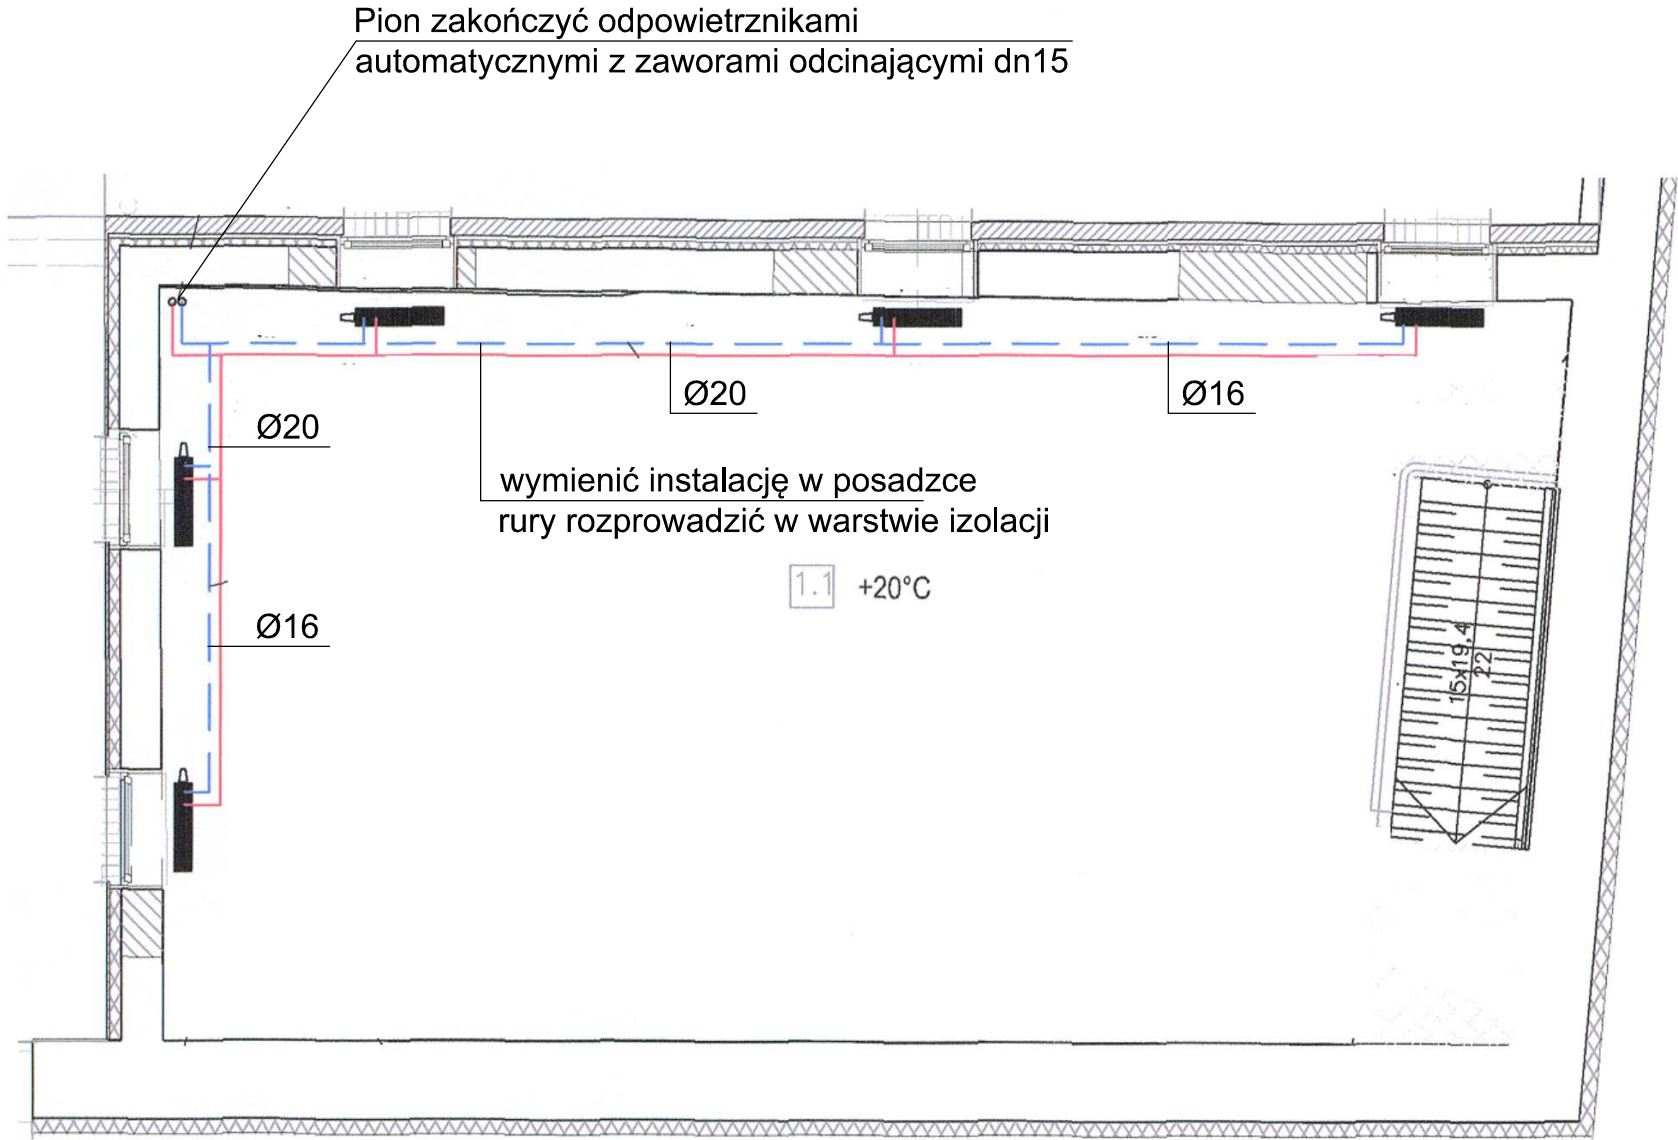 Pion zakończyć odpowietrznikami
automatycznymi z zaworami odcinającymi dn15
Ø20
Ø16
Ø20
wymienić instalację w posadzce
rury rozprowadzić w warstwie izolacji
1.1 +20°C
Ø16
15x19,4
22